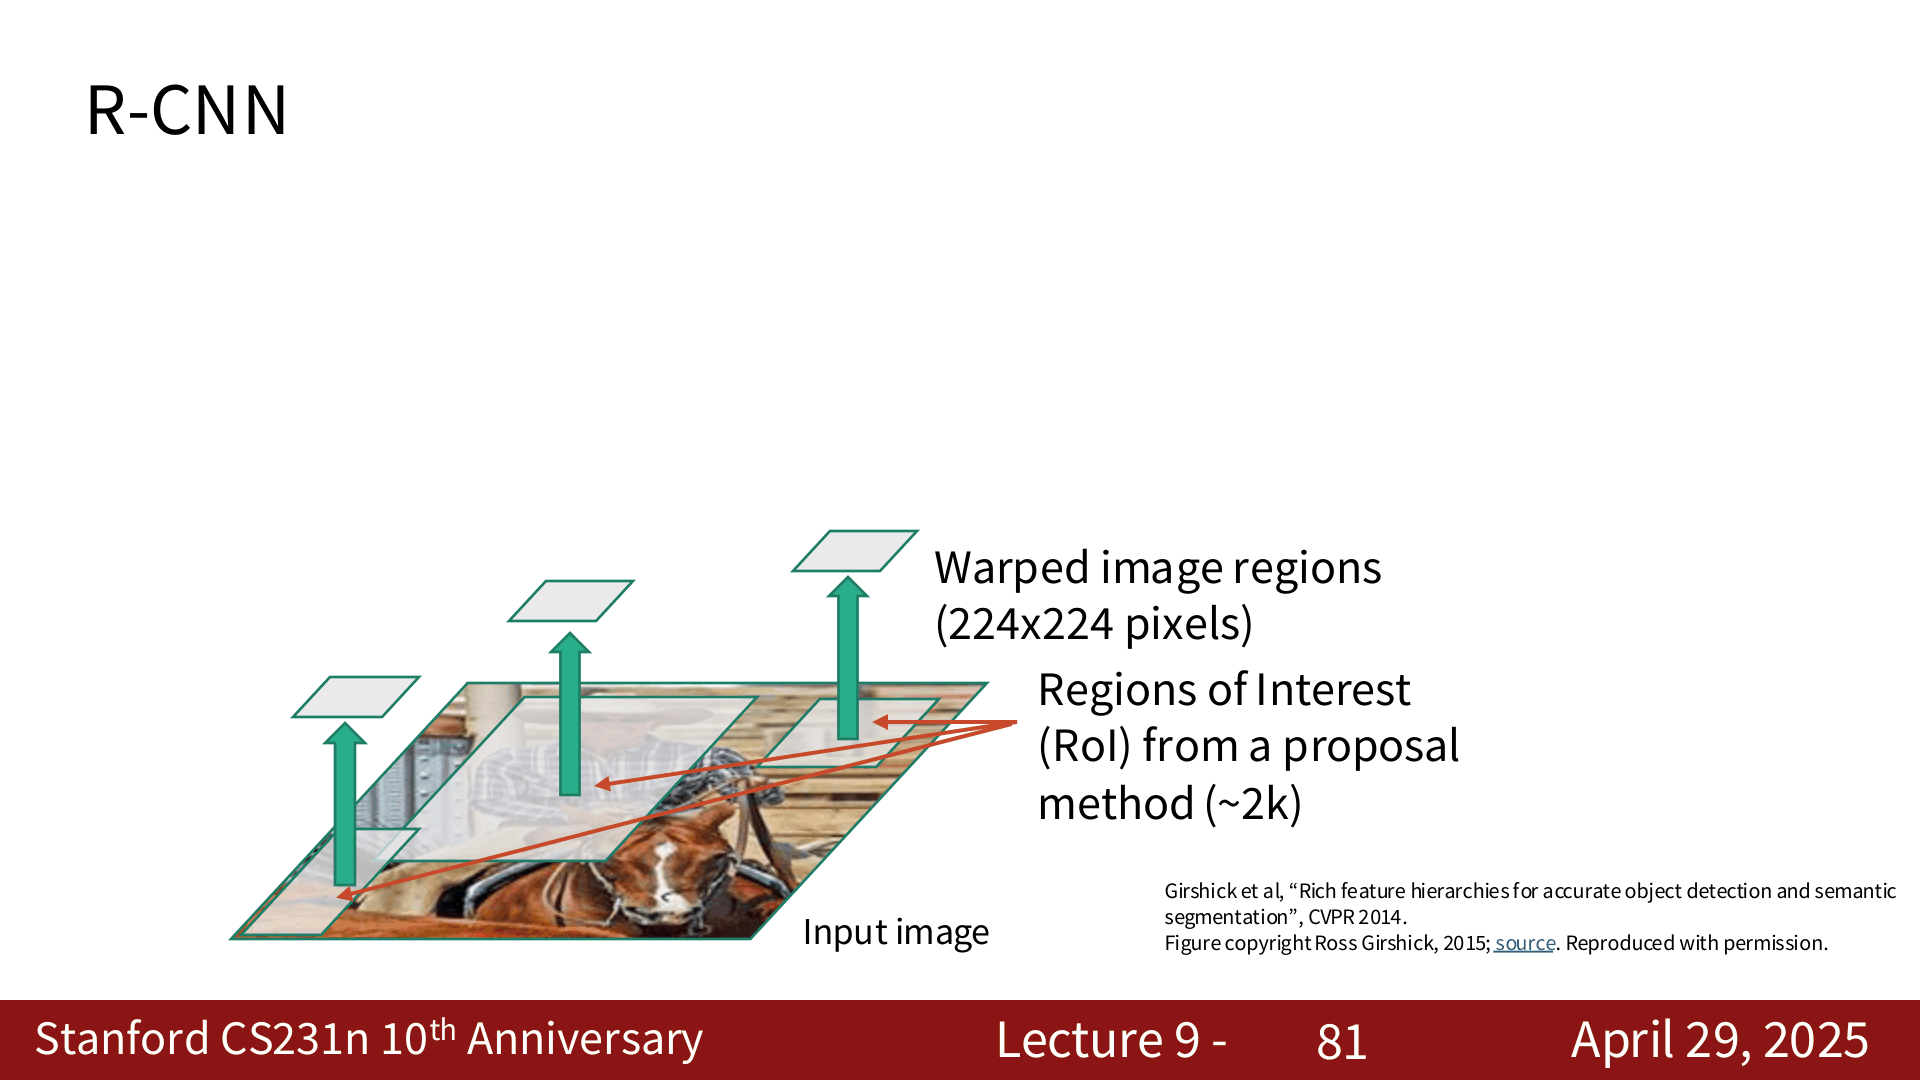 R-CNN
Warped image regions
(224x224 pixels)
Regions of Interest
(RoI) from a proposal
method (~2k)
Input image
Girshick et al, “Rich feature hierarchies for accurate object detection and semantic
segmentation”, CVPR 2014.
Figure copyright Ross Girshick, 2015; source. Reproduced with permission.
Stanford CS231n 10th Anniversary
Lecture 9 - 81
April 29, 2025